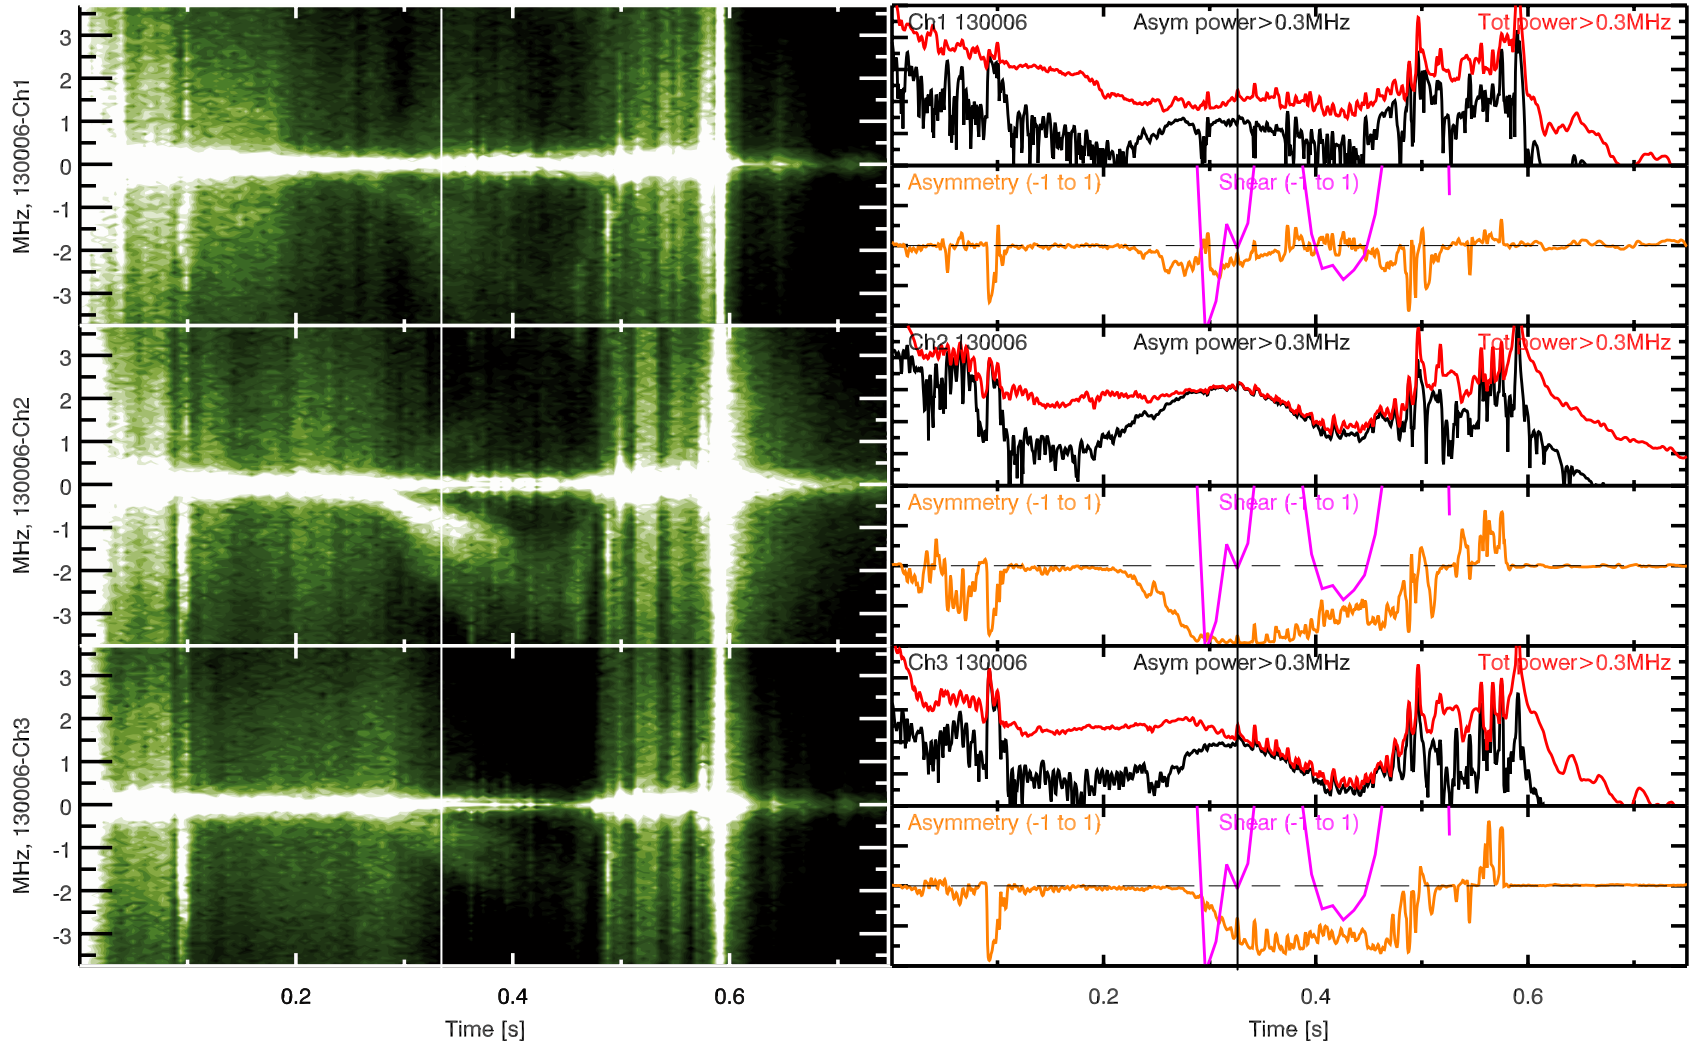 MHz, 130006-Ch1
3
2
1
0
-1
-2
-3
MHz, 130006-Ch2
3
2
1
0
-1
-2
-3
MHz, 130006-Ch3
3
2
1
0
-1
-2
-3
0.2 0.4 0.6
Time [s]
Ch1 130006 Asym power>0.3MHz Tot power>0.3MHz
Asymmetry (-1 to 1) Shear (-1 to 1)
Ch2 130006 Asym power>0.3MHz Tot power>0.3MHz
Asymmetry (-1 to 1) Shear (-1 to 1)
Ch3 130006 Asym power>0.3MHz Tot power>0.3MHz
Asymmetry (-1 to 1) Shear (-1 to 1)
0.2 0.4 0.6
Time [s]